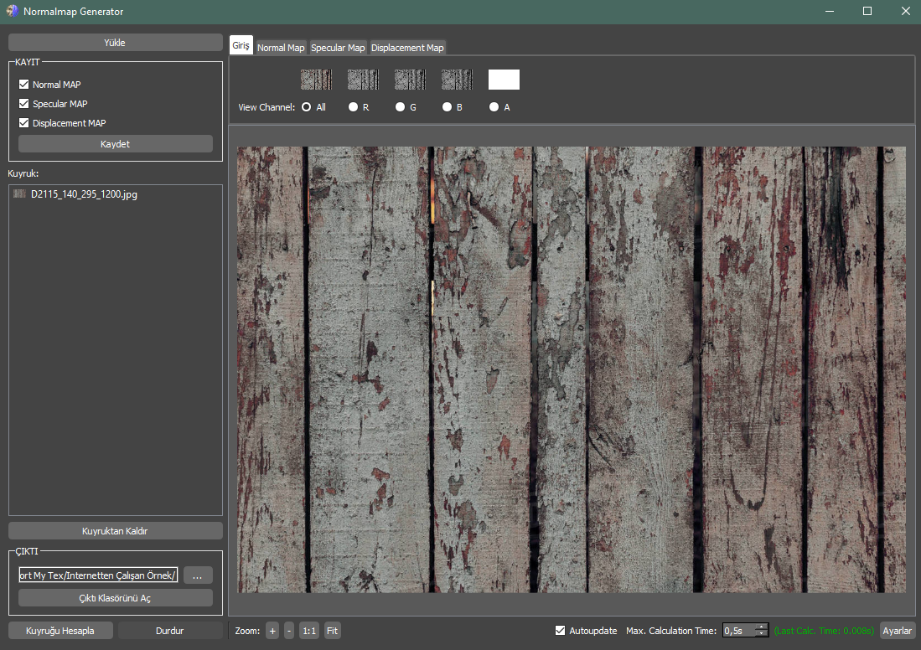 Normalmap Generator
Yükle
KAYIT
Normal MAP
Specular MAP
Displacement MAP
Kaydet
Kuyruk:
D2115_140_295_1200.jpg
Kuyruktan Kaldır
ÇIKTI
ort My Tex/Internetten Çalışan Örnek/
...
Çıktı Klasörünü Aç
Kuyruğu Hesapla
Durdur
Giriş
Normal Map
Specular Map
Displacement Map
View Channel:
All
R
G
B
A
Zoom:
+
-
1:1
Fit
Autoupdate
Max. Calculation Time:
0,5s
(Last Calc. Time: 0.008s)
Ayarlar